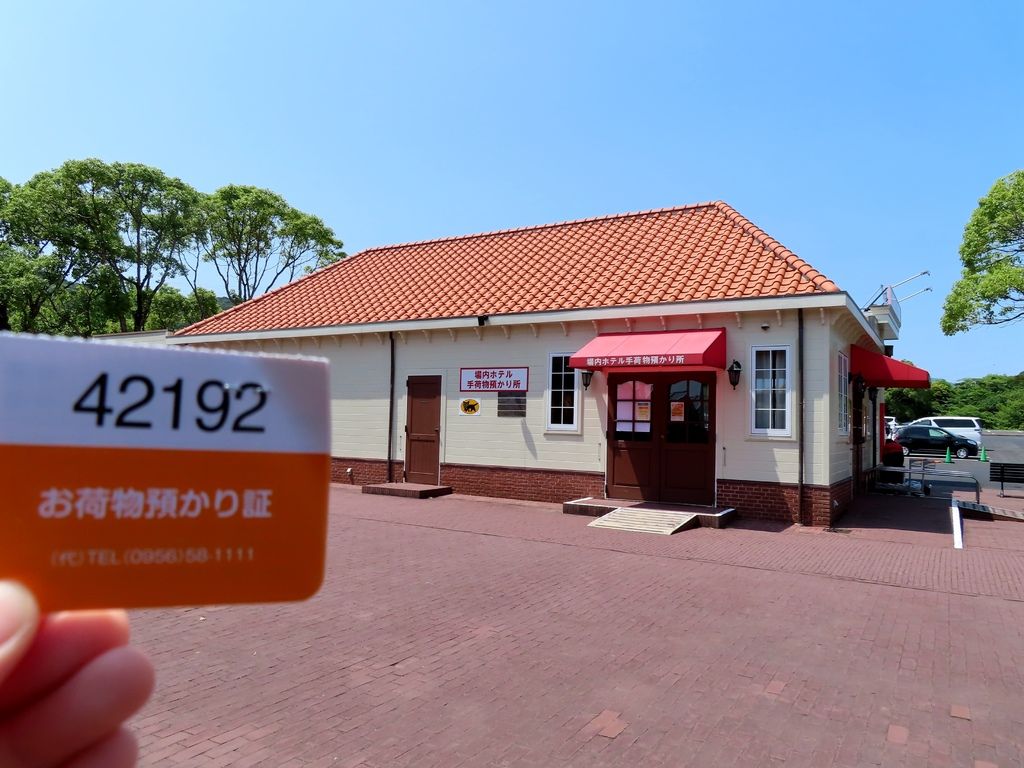 42192
お荷物預かり証
(代)TEL(0956)58-1111
場内ホテル
手荷物預かり所
場内ホテル手荷物預かり所